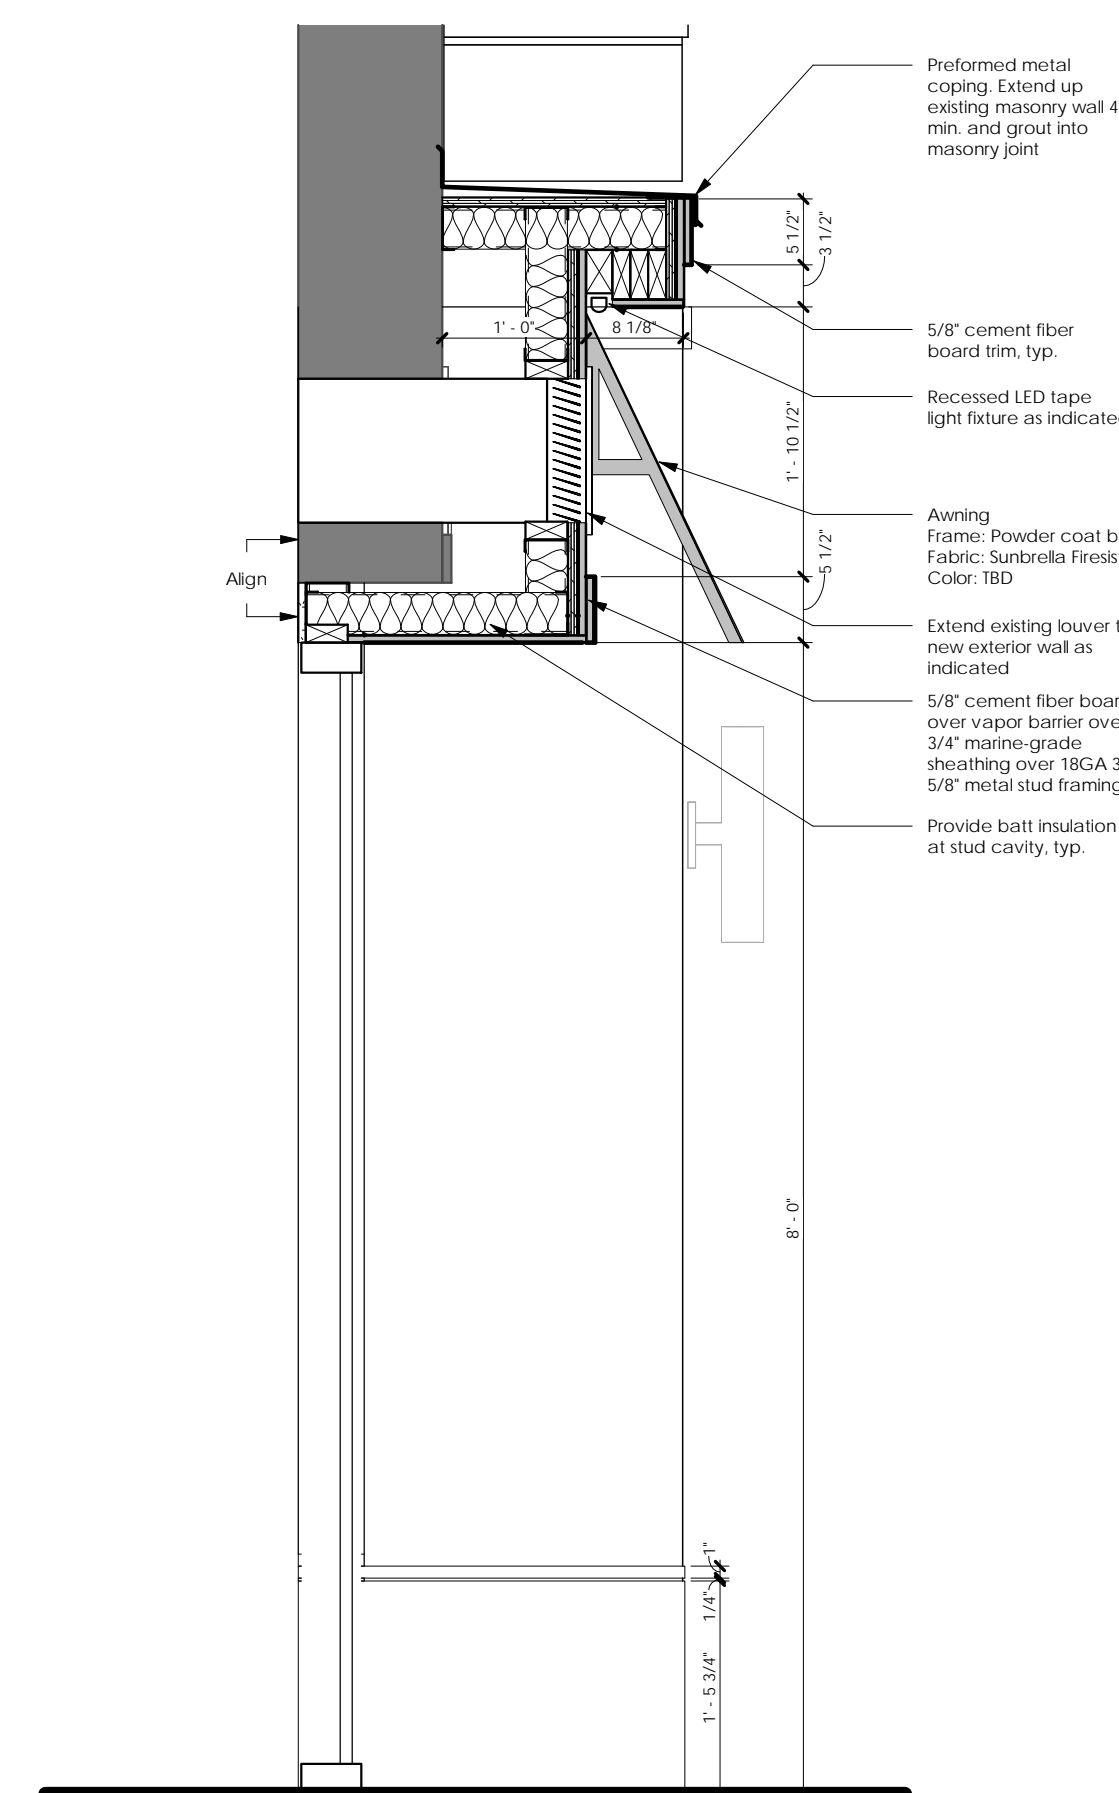 Preformed metal
coping. Extend up
existing masonry wall 4
min. and grout into
masonry joint
5 1/2"
3 1/2"
5/8" cement fiber
board trim, typ.
1' - 0"
8 1/8"
Recessed LED tape
light fixture as indicated
1' - 10 1/2"
Awning
Frame: Powder coat b
Fabric: Sunbrella Firesis
Color: TBD
5 1/2"
Align
Extend existing louver t
new exterior wall as
indicated
5/8" cement fiber boar
over vapor barrier ove
3/4" marine-grade
sheathing over 18GA 3
5/8" metal stud framing
Provide batt insulation
at stud cavity, typ.
8' - 0"
1"
1/4"
1' - 5 3/4"